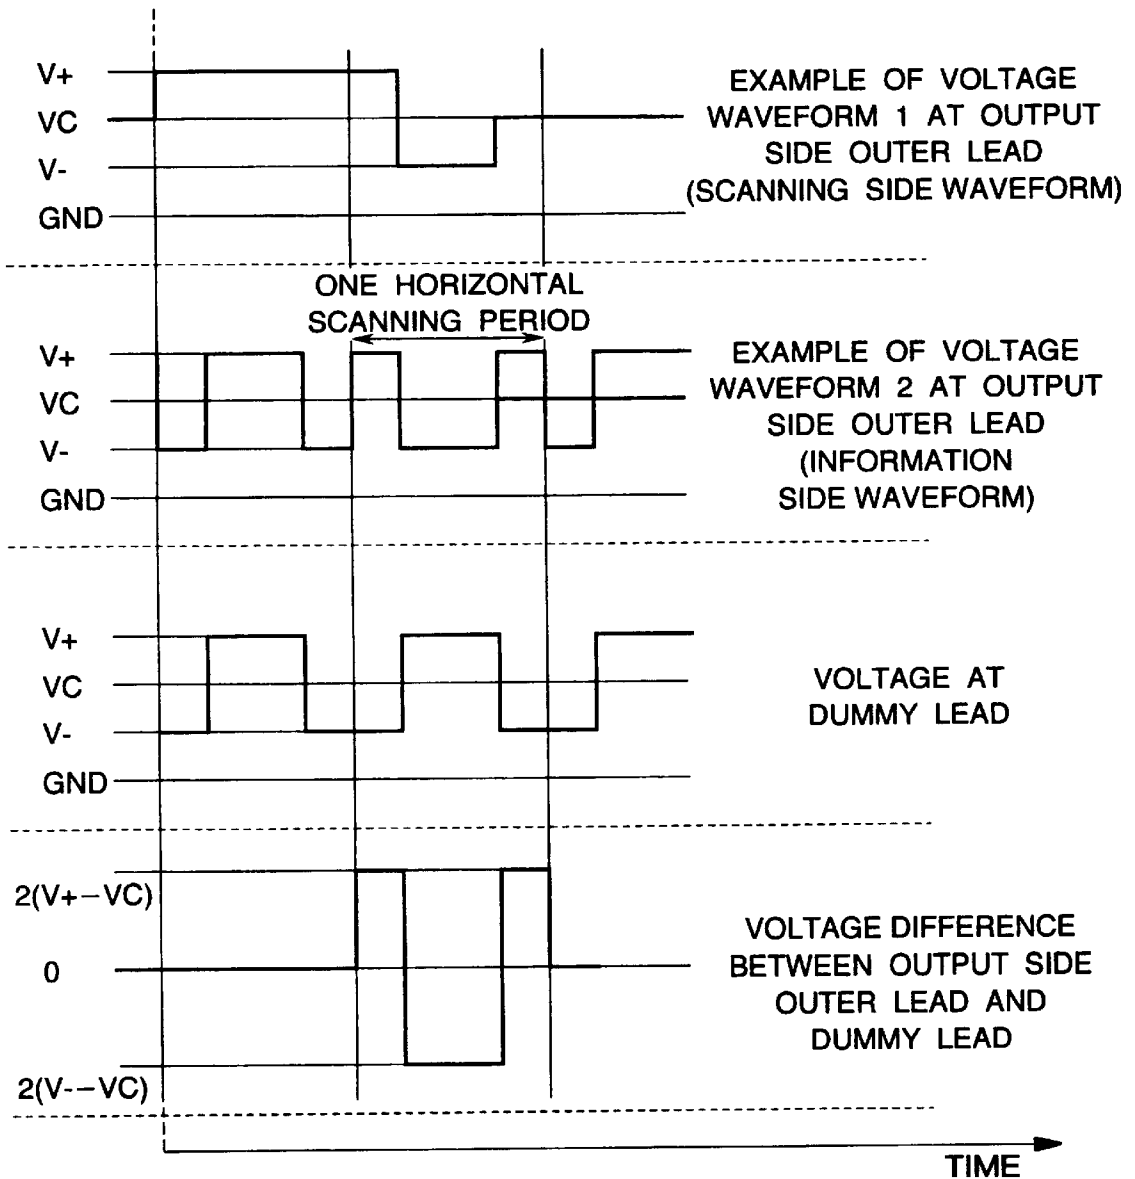 V+
VC
V-
GND
EXAMPLE OF VOLTAGE
WAVEFORM 1 AT OUTPUT
SIDE OUTER LEAD
(SCANNING SIDE WAVEFORM)
ONE HORIZONTAL
SCANNING PERIOD
V+
VC
V-
GND
EXAMPLE OF VOLTAGE
WAVEFORM 2 AT OUTPUT
SIDE OUTER LEAD
(INFORMATION
SIDE WAVEFORM)
V+
VC
V-
GND
VOLTAGE AT
DUMMY LEAD
2(V+−VC)
0
2(V-−VC)
VOLTAGE DIFFERENCE
BETWEEN OUTPUT SIDE
OUTER LEAD AND
DUMMY LEAD
TIME